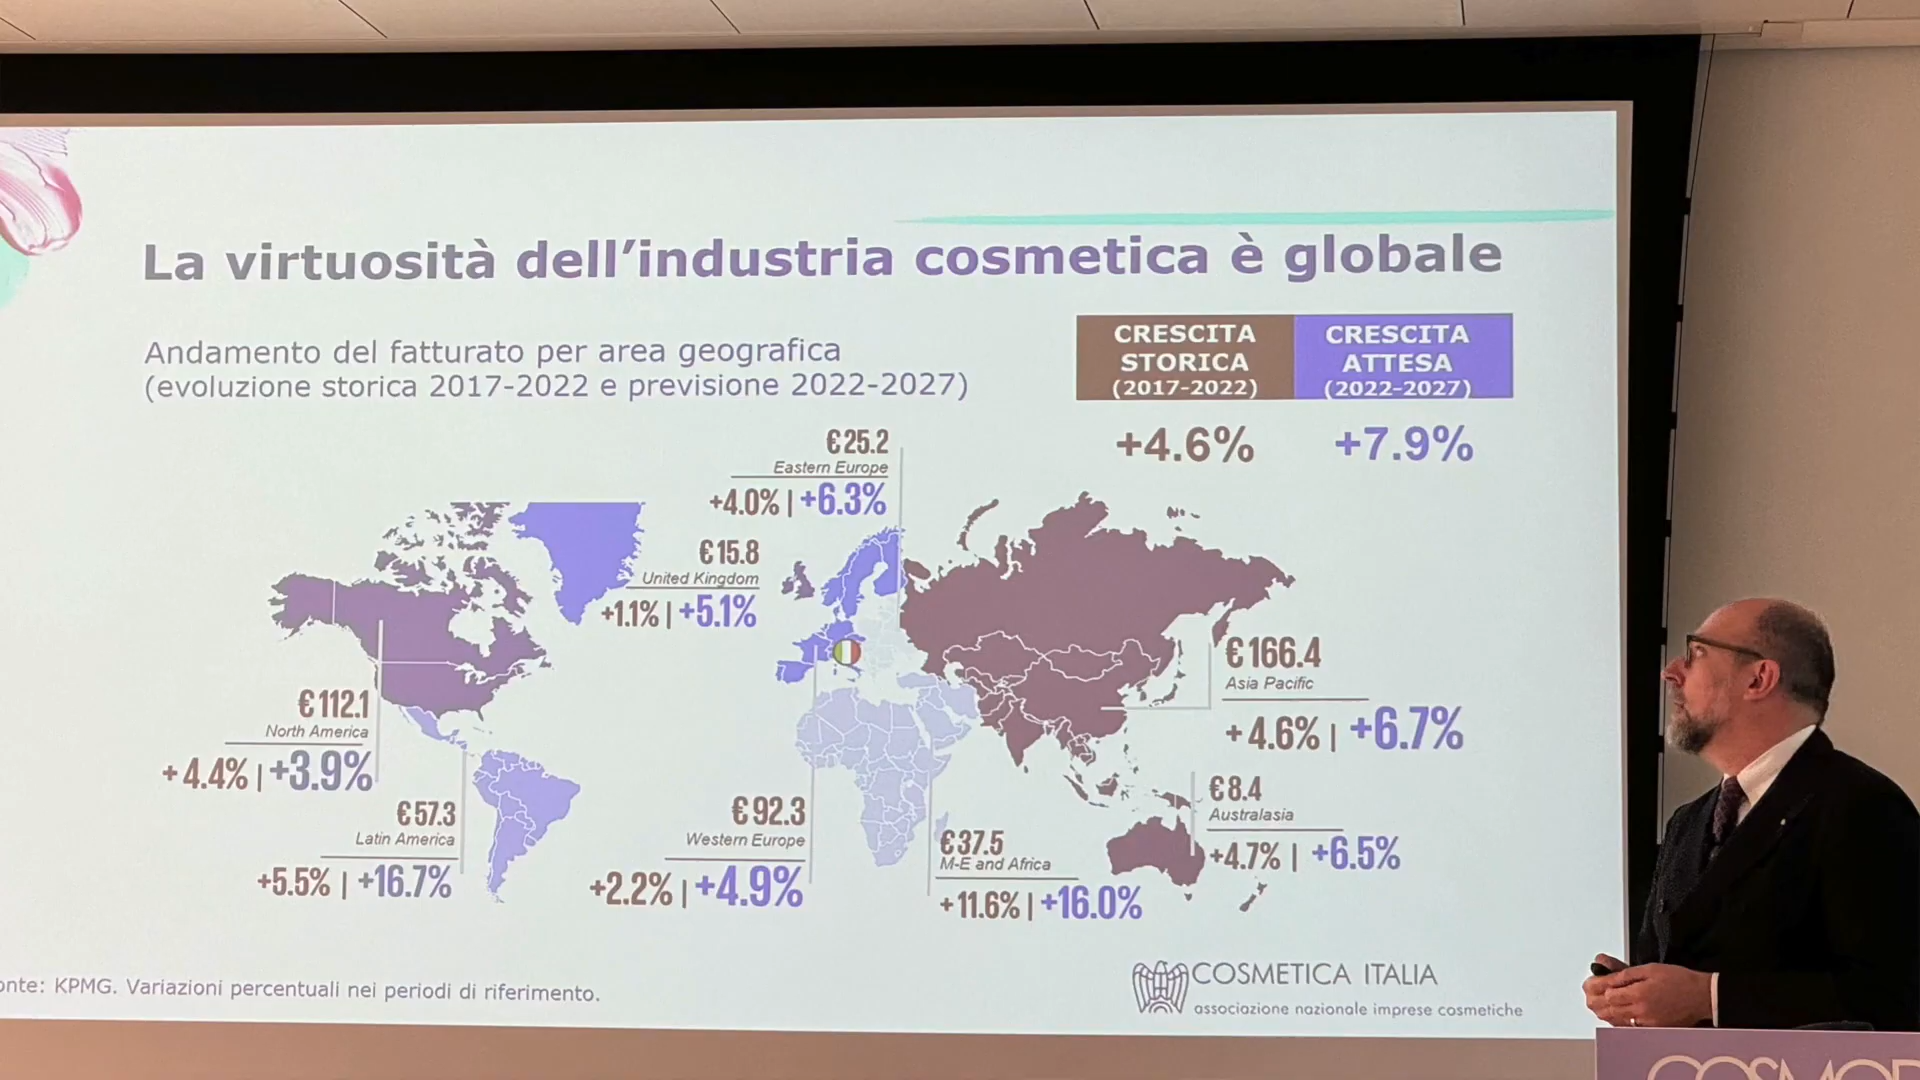 La virtuosità dell'industria cosmetica è globale
Andamento del fatturato per area geografica
(evoluzione storica 2017-2022 e previsione 2022-2027)
CRESCITA
STORICA
(2017-2022)
CRESCITA
ATTESA
(2022-2027)
+4.6%
+7.9%
€25.2
Eastern Europe
+4.0% | +6.3%
€15.8
United Kingdom
+1.1% | +5.1%
€166.4
Asia Pacific
+4.6% | +6.7%
€112.1
North America
+4.4% | +3.9%
€8.4
Australasia
+4.7% | +6.5%
€57.3
Latin America
+5.5% | +16.7%
€92.3
Western Europe
+2.2% | +4.9%
€37.5
M-E and Africa
+11.6% | +16.0%
KPMG. Variazioni percentuali nei periodi di riferimento.
COSMETICA ITALIA
associazione nazionale imprese cosmetiche